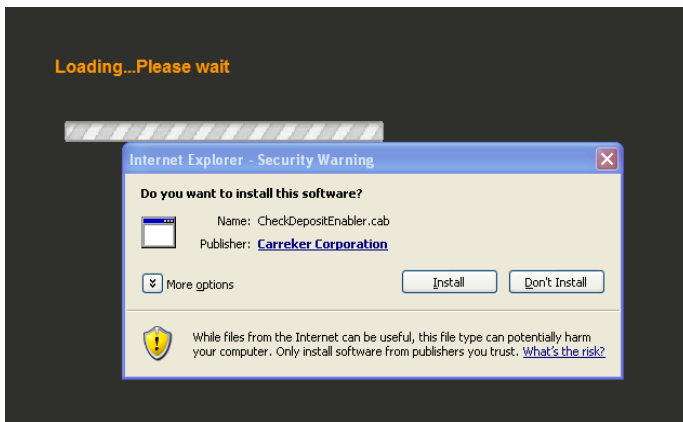 Loading...Please wait
Internet Explorer - Security Warning
Do you want to install this software?
Name: CheckDepositEnabler.cab
Publisher: Carreker Corporation
More options
Install
Don't Install
While files from the Internet can be useful, this file type can potentially harm
your computer. Only install software from publishers you trust. What's the risk?